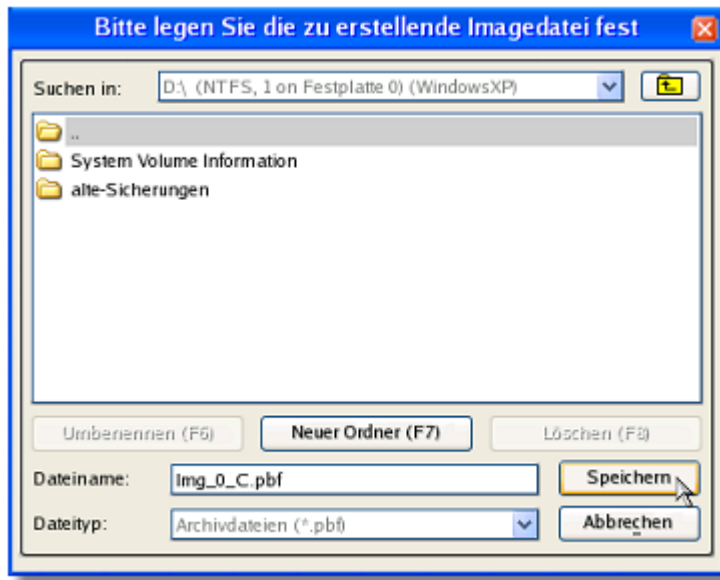 Bitte legen Sie die zu erstellende Imagedatei fest
Suchen in: D:\ (NTFS, 1 on Festplatte 0) (WindowsXP)
..
System Volume Information
alte-Sicherungen
Umbenennen (F6) Neuer Ordner (F7) Löschen (F8)
Dateiname: Img_0_C.pbf Speichern
Dateityp: Archivdateien (*.pbf) Abbrechen